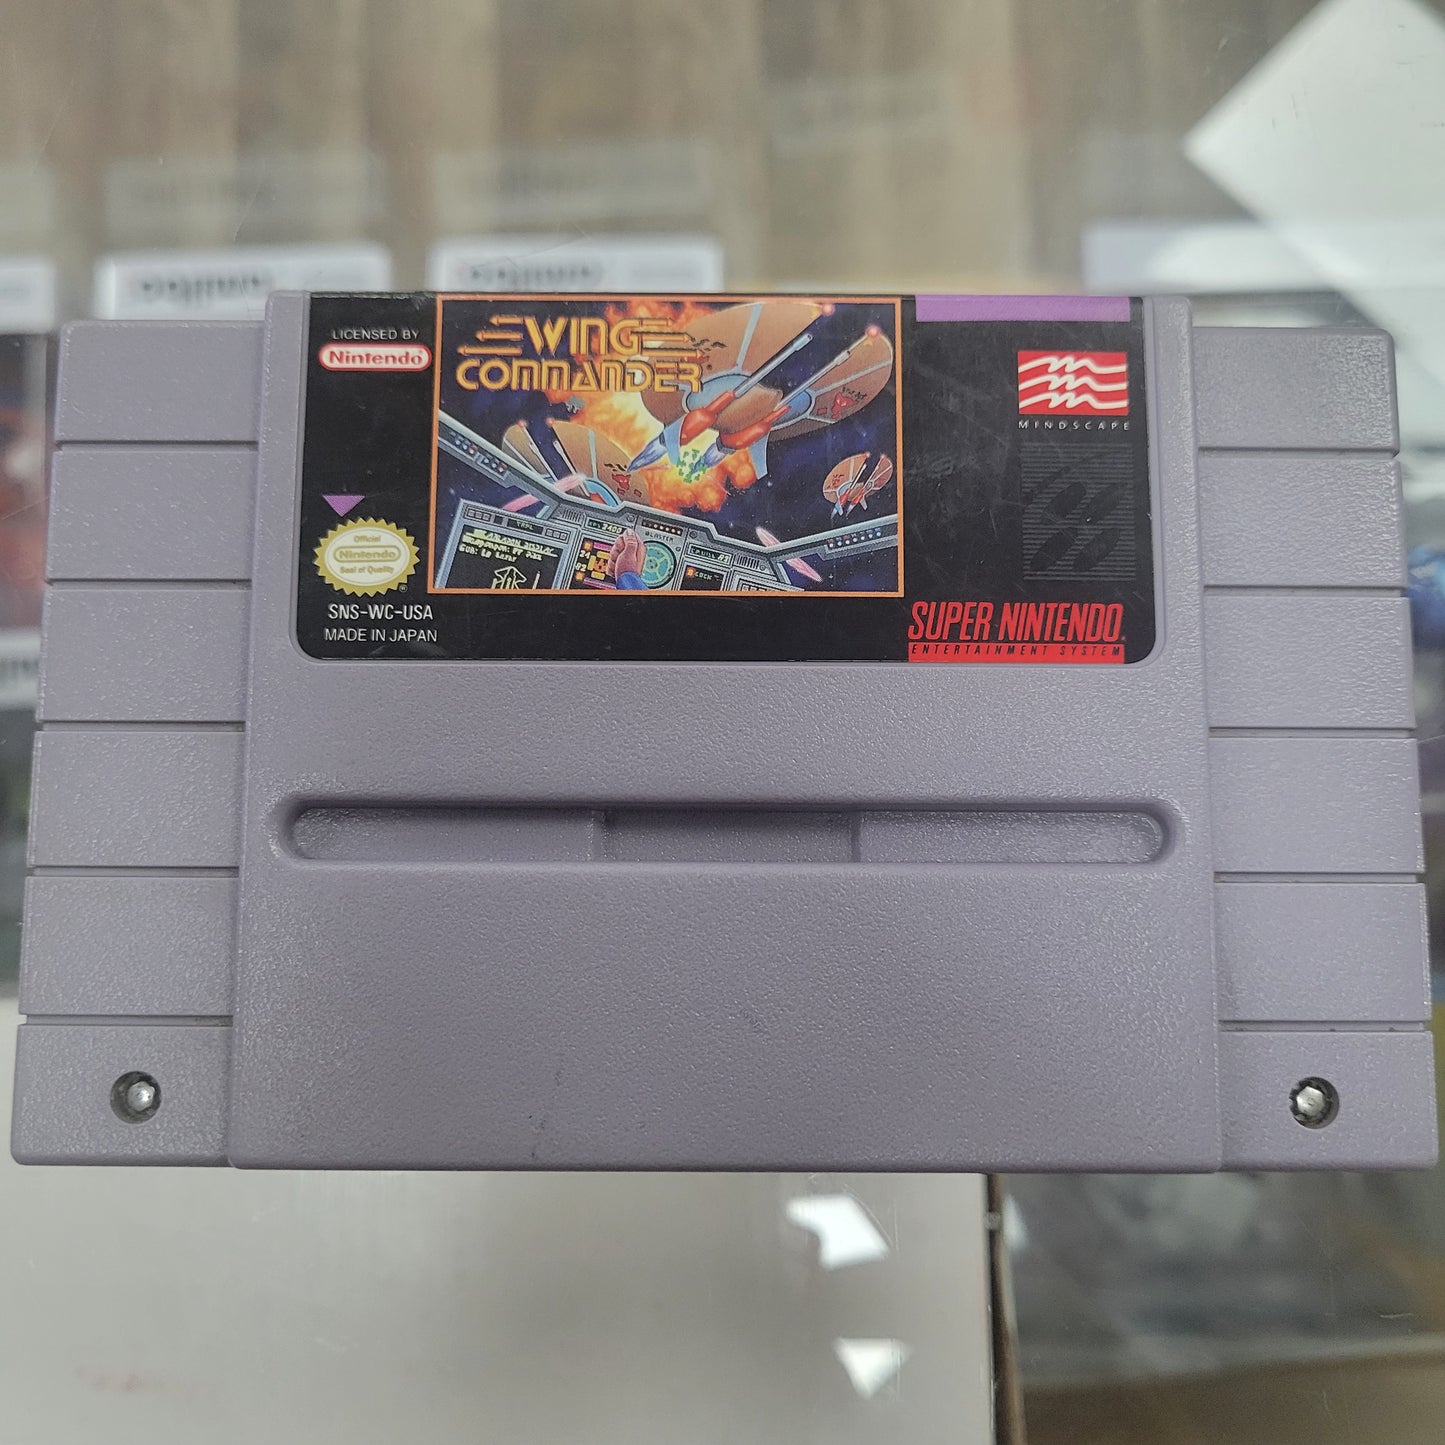 LICENSED BY
Nintendo
WING
COMMANDER
MINDSCAPE
Official
Nintendo
Seal of Quality
SNS-WC-USA
MADE IN JAPAN
BLASTER
SUPER NINTENDO
ENTERTAINMENT SYSTEM